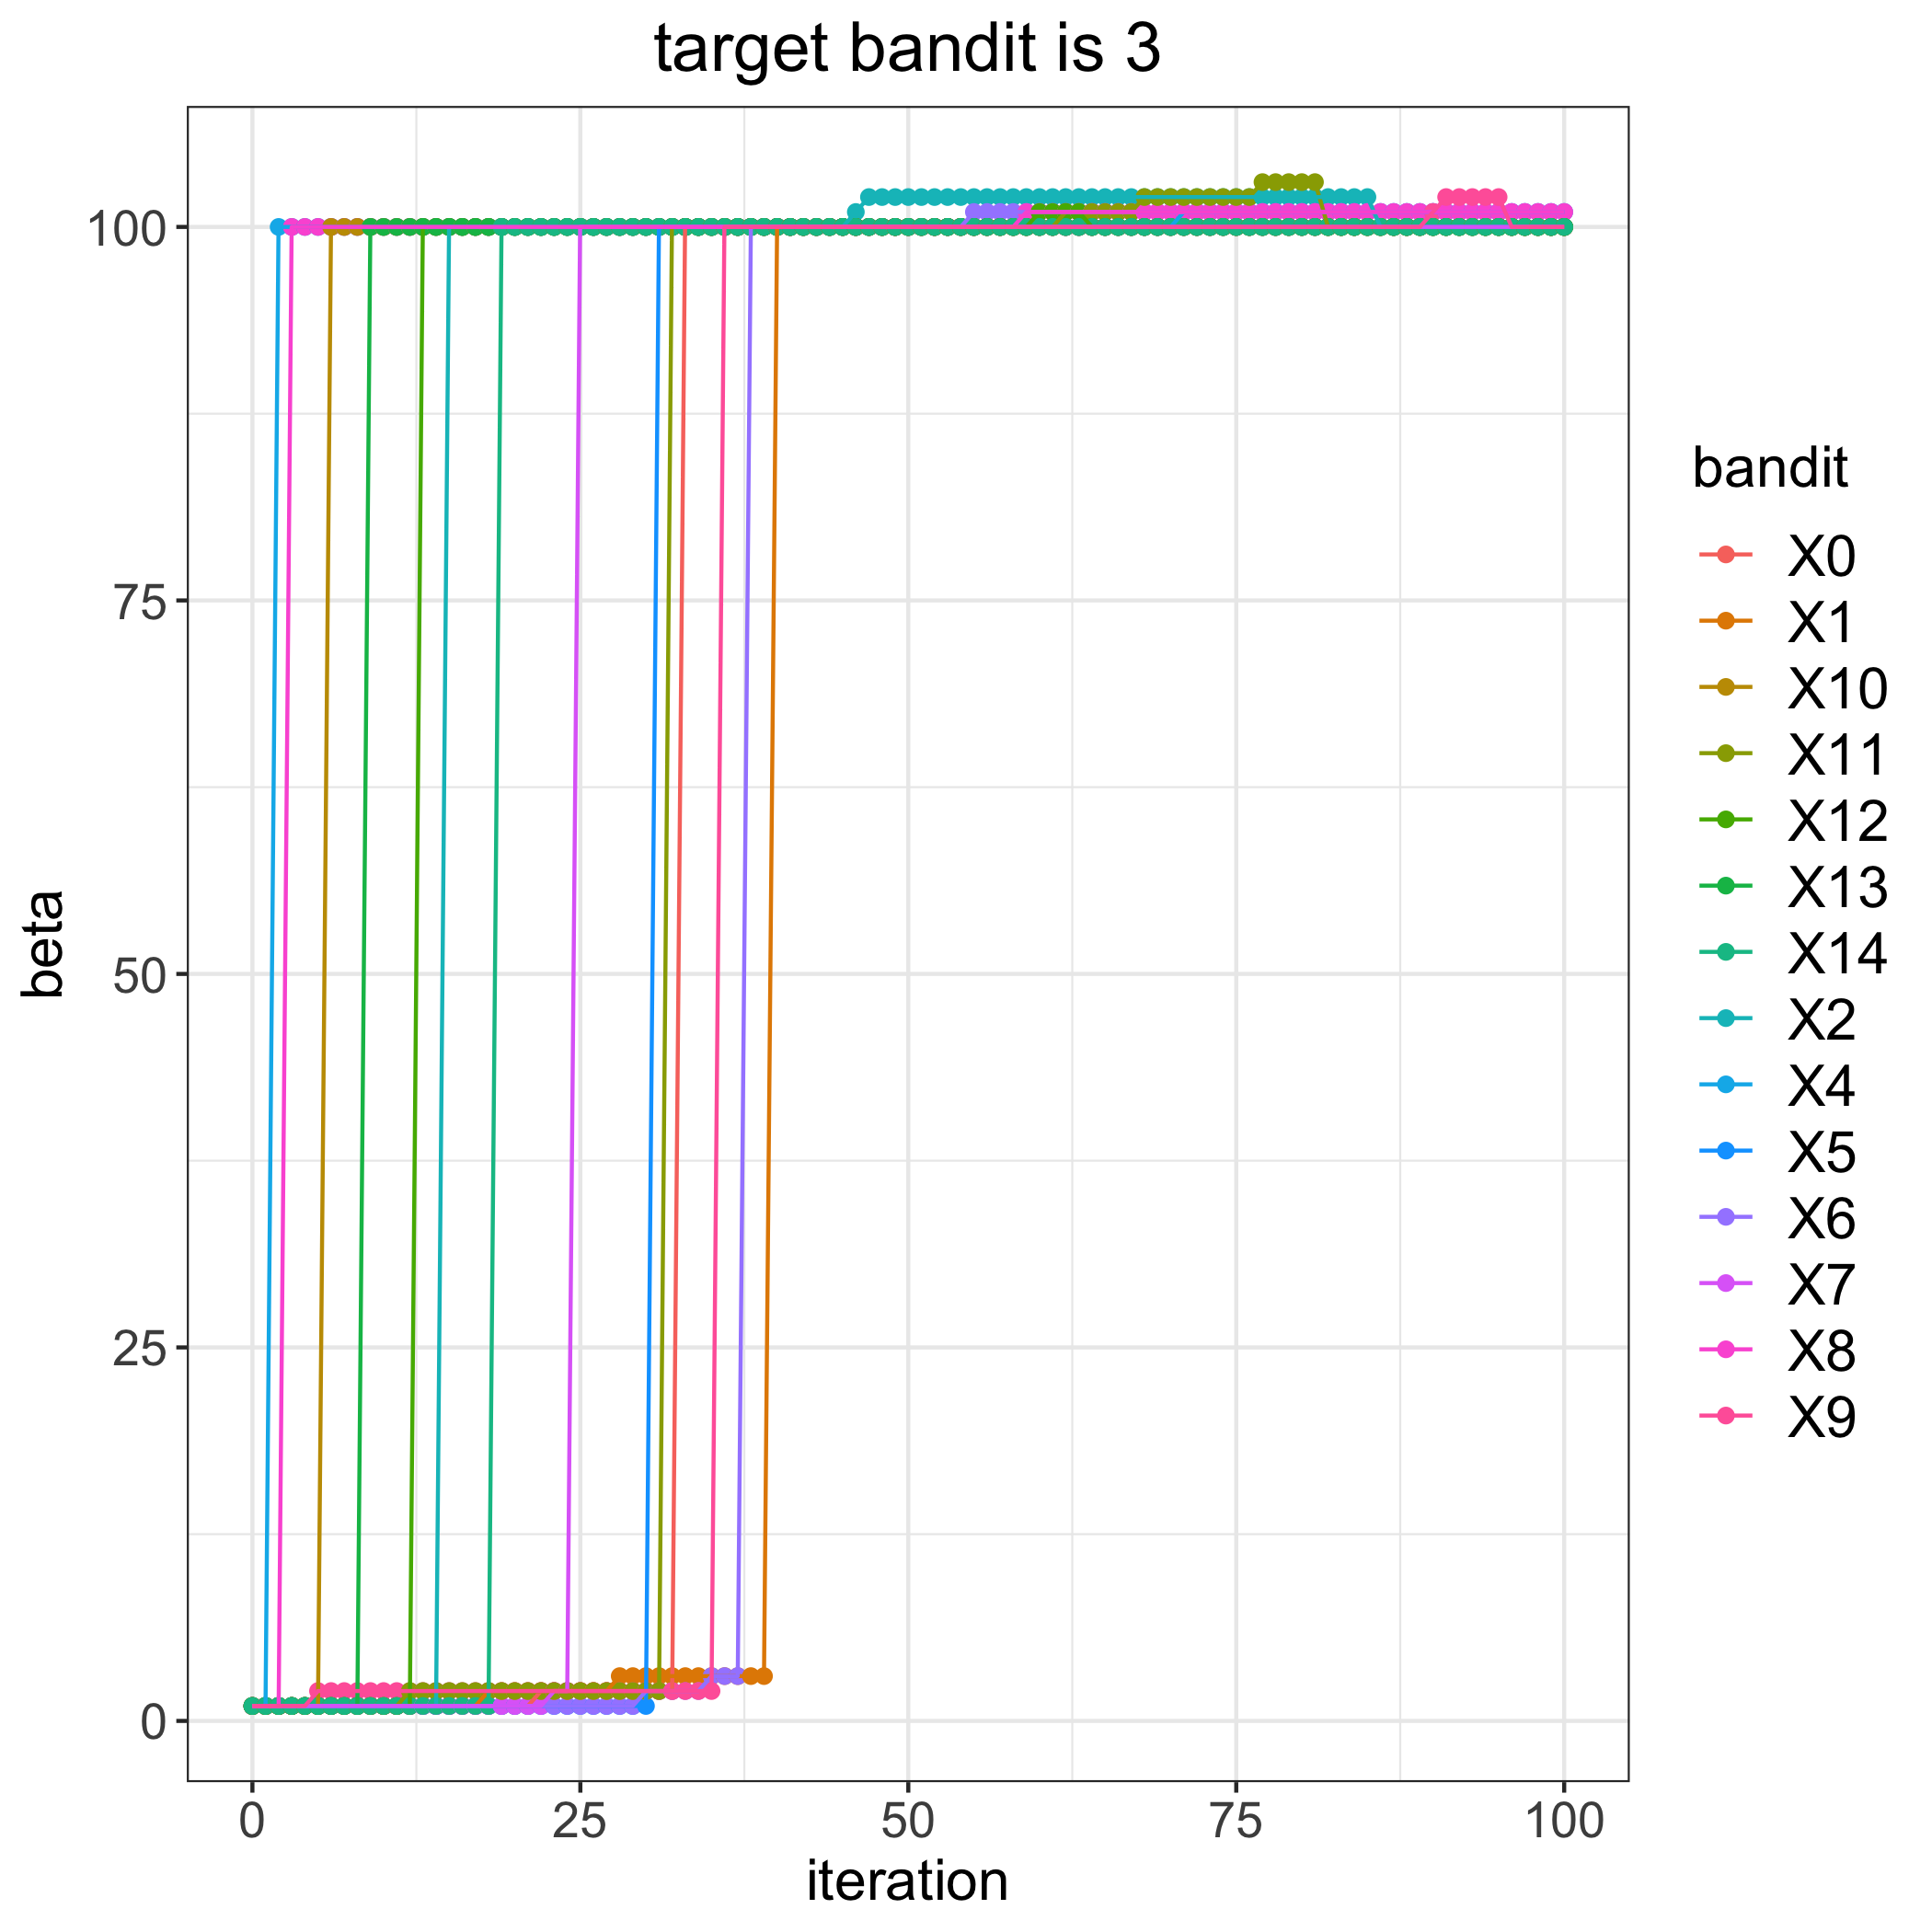 target bandit is 3
100
75
50
25
0
beta
0 25 50 75 100
iteration
bandit
X0
X1
X10
X11
X12
X13
X14
X2
X4
X5
X6
X7
X8
X9